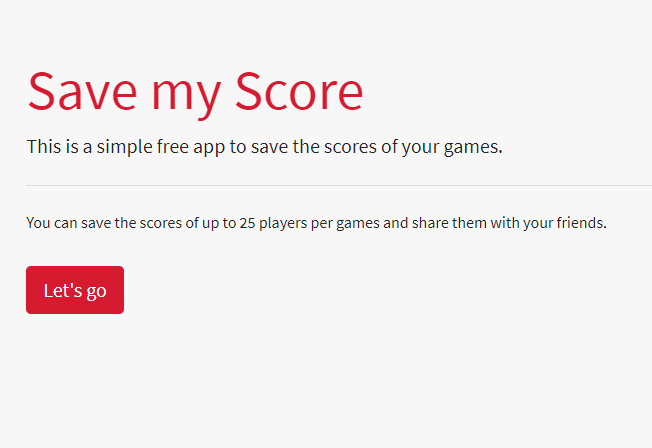 Save my Score
This is a simple free app to save the scores of your games.
You can save the scores of up to 25 players per games and share them with your friends.
Let's go